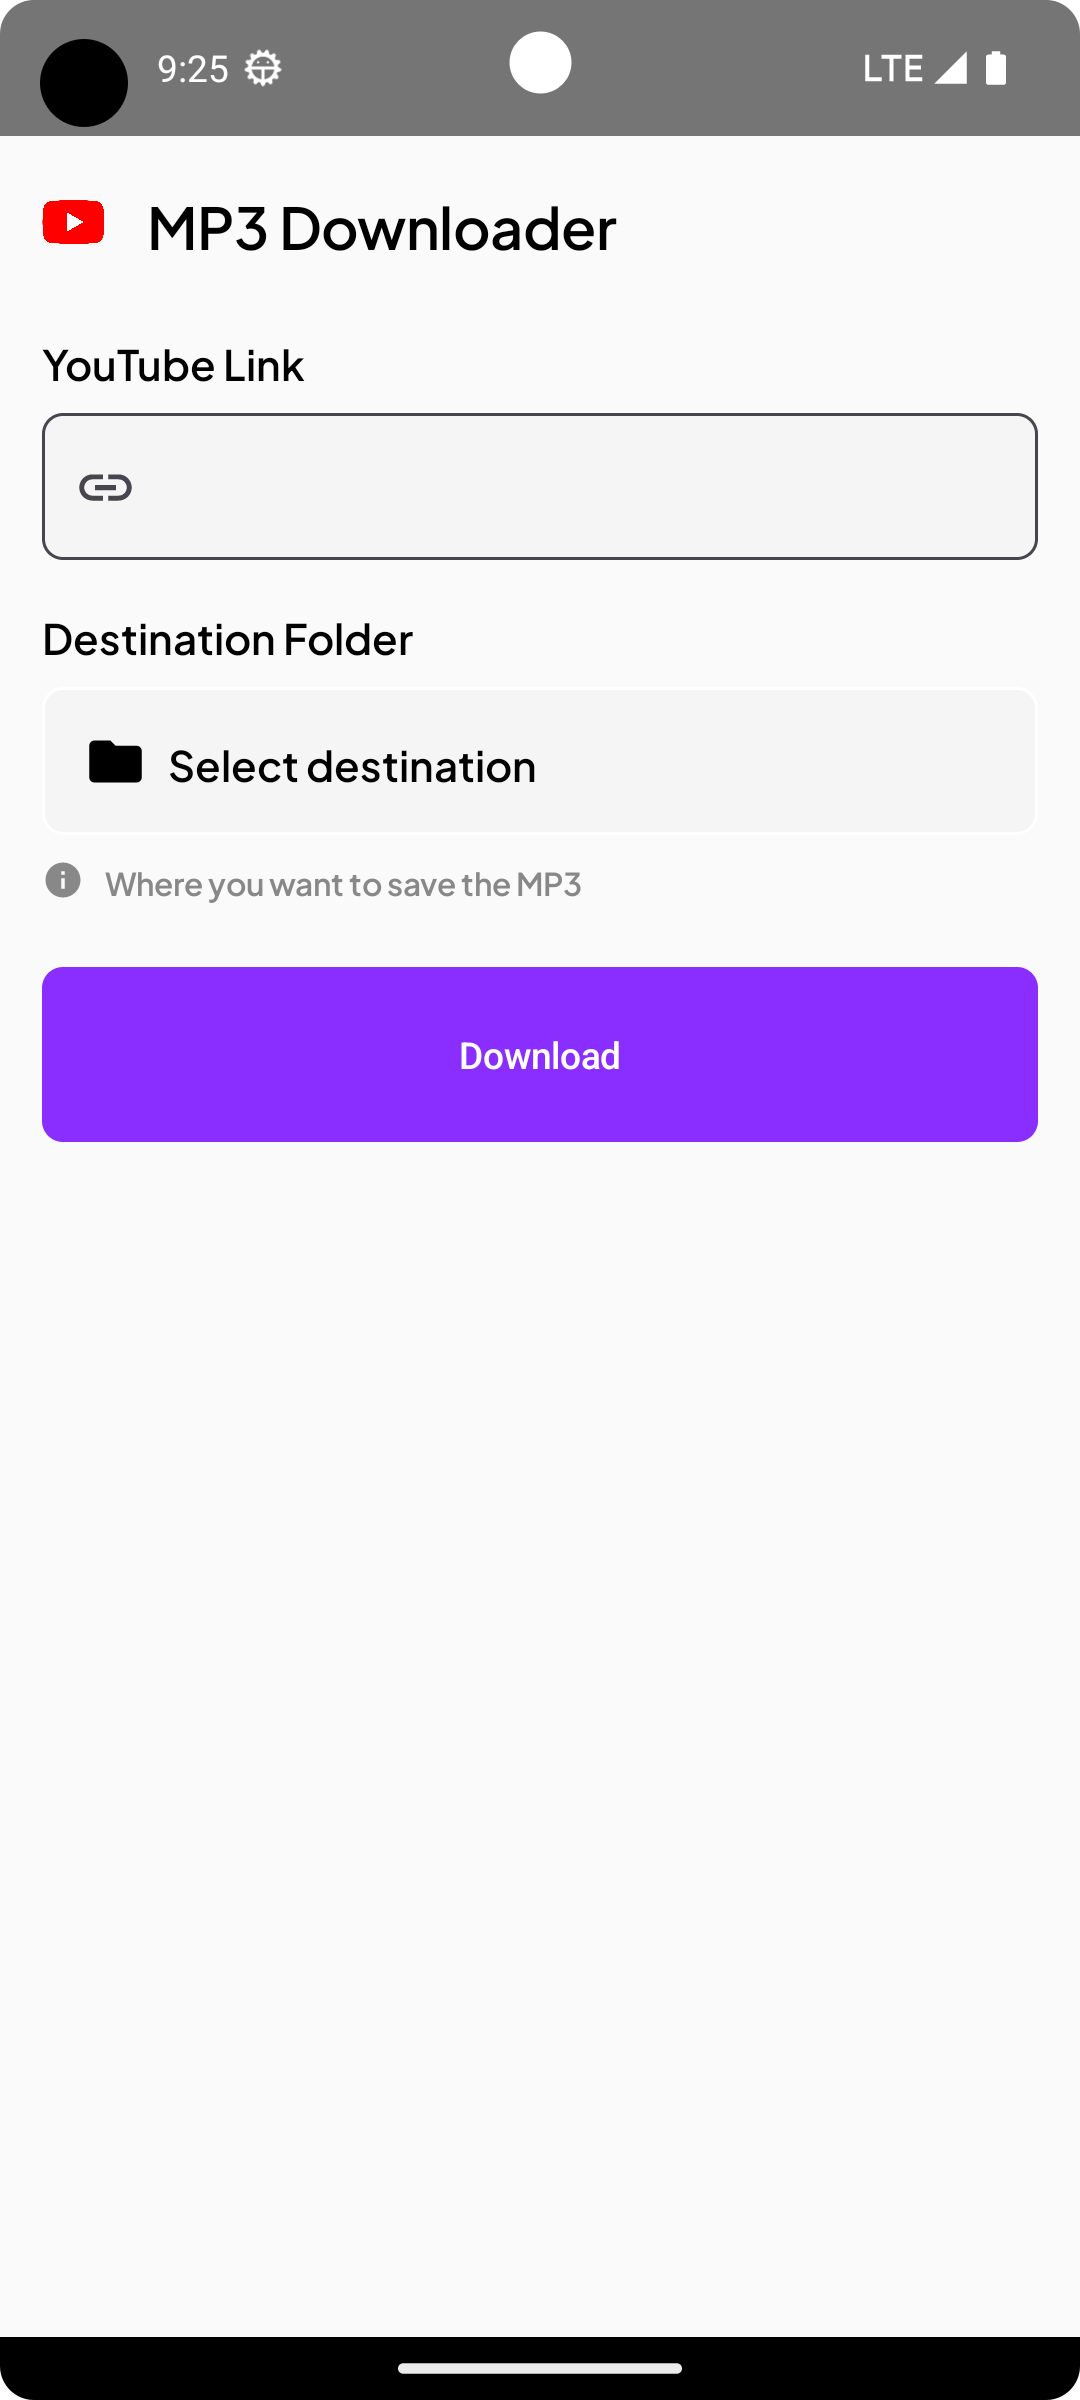 9:25 LTE
MP3 Downloader
YouTube Link
Destination Folder
Select destination
Where you want to save the MP3
Download